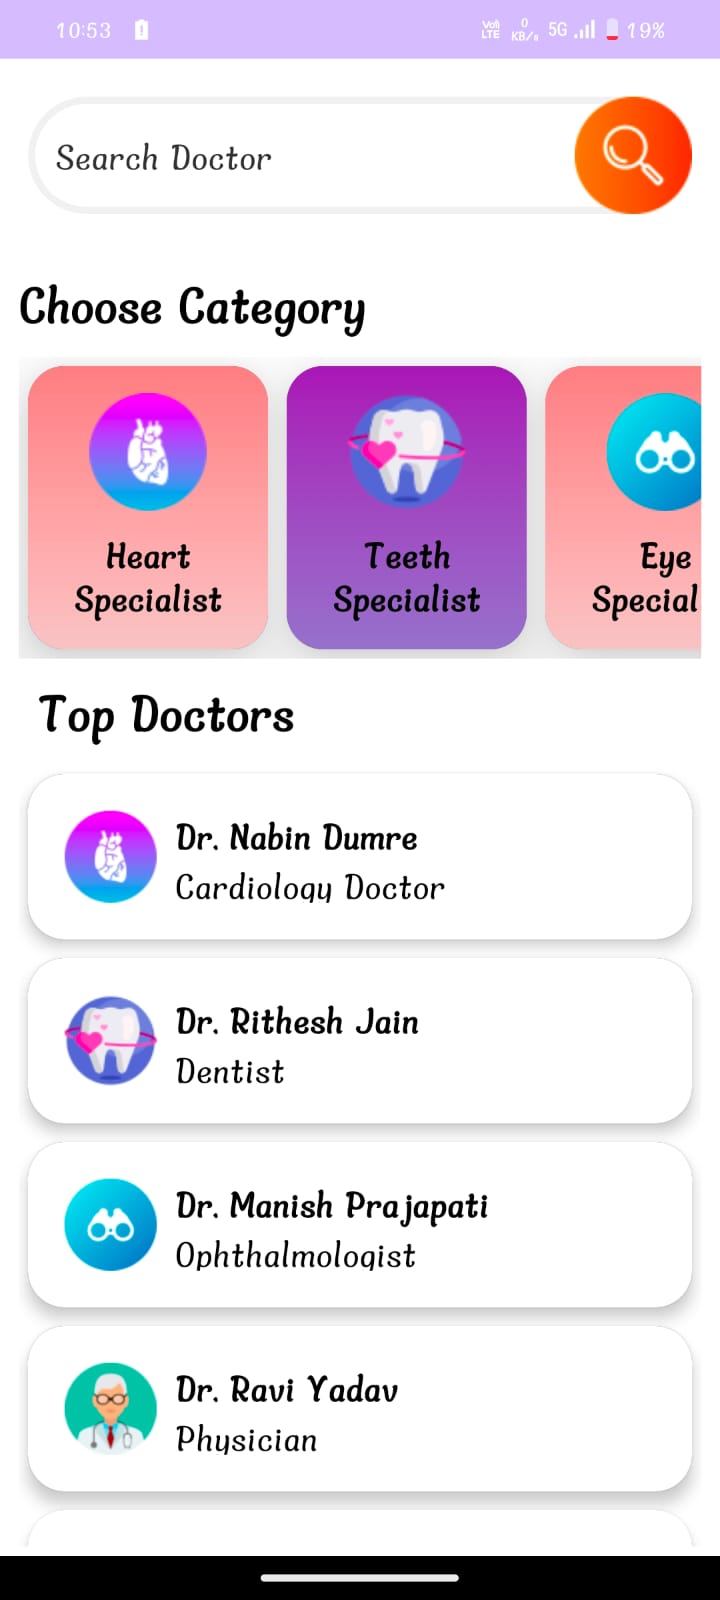 10:53 Vo) LTE 0 KB/s 5G 19%
Search Doctor
Choose Category
Heart Specialist
Teeth Specialist
Eye Special
Top Doctors
Dr. Nabin Dumre
Cardiology Doctor
Dr. Rithesh Jain
Dentist
Dr. Manish Prajapati
Ophthalmologist
Dr. Ravi Yadav
Physician